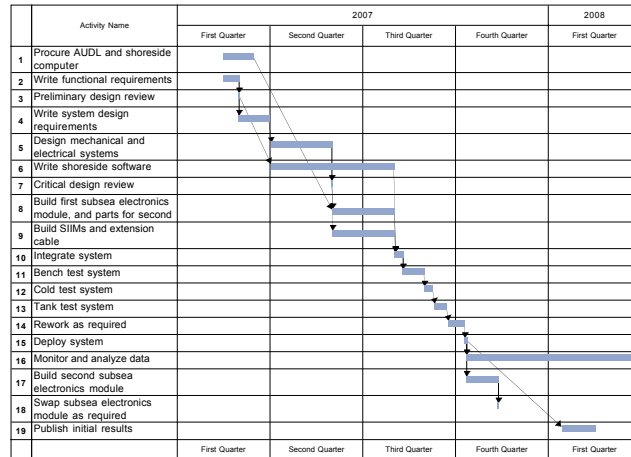 2007 2008
Activity Name
First Quarter Second Quarter Third Quarter Fourth Quarter First Quarter
1 Procure AUDL and shoreside
computer
2 Write functional requirements
3 Preliminary design review
4 Write system design
requirements
5 Design mechanical and
electrical systems
6 Write shoreside software
7 Critical design review
8 Build first subsea electronics
module, and parts for second
9 Build SIIMs and extension
cable
10 Integrate system
11 Bench test system
12 Cold test system
13 Tank test system
14 Rework as required
15 Deploy system
16 Monitor and analyze data
17 Build second subsea
electronics module
18 Swap subsea electronics
module as required
19 Publish initial results
First Quarter Second Quarter Third Quarter Fourth Quarter First Quarter